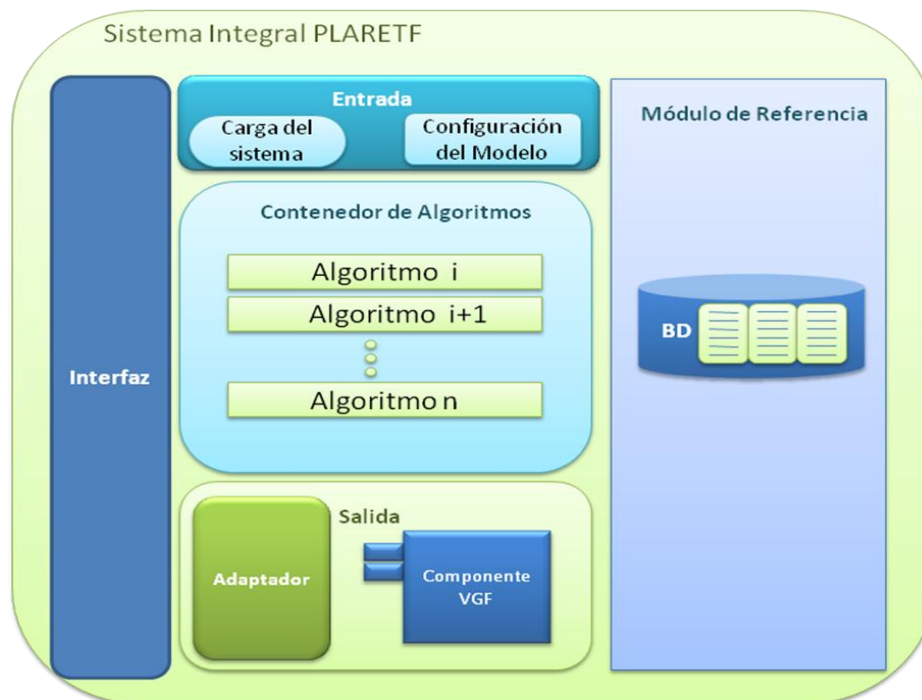 Sistema Integral PLARETF
Interfaz
Entrada
Carga del
sistema
Configuración
del Modelo
Contenedor de Algoritmos
Algoritmo i
Algoritmo i+1
Algoritmo n
Salida
Adaptador
Componente
VGF
Módulo de Referencia
BD